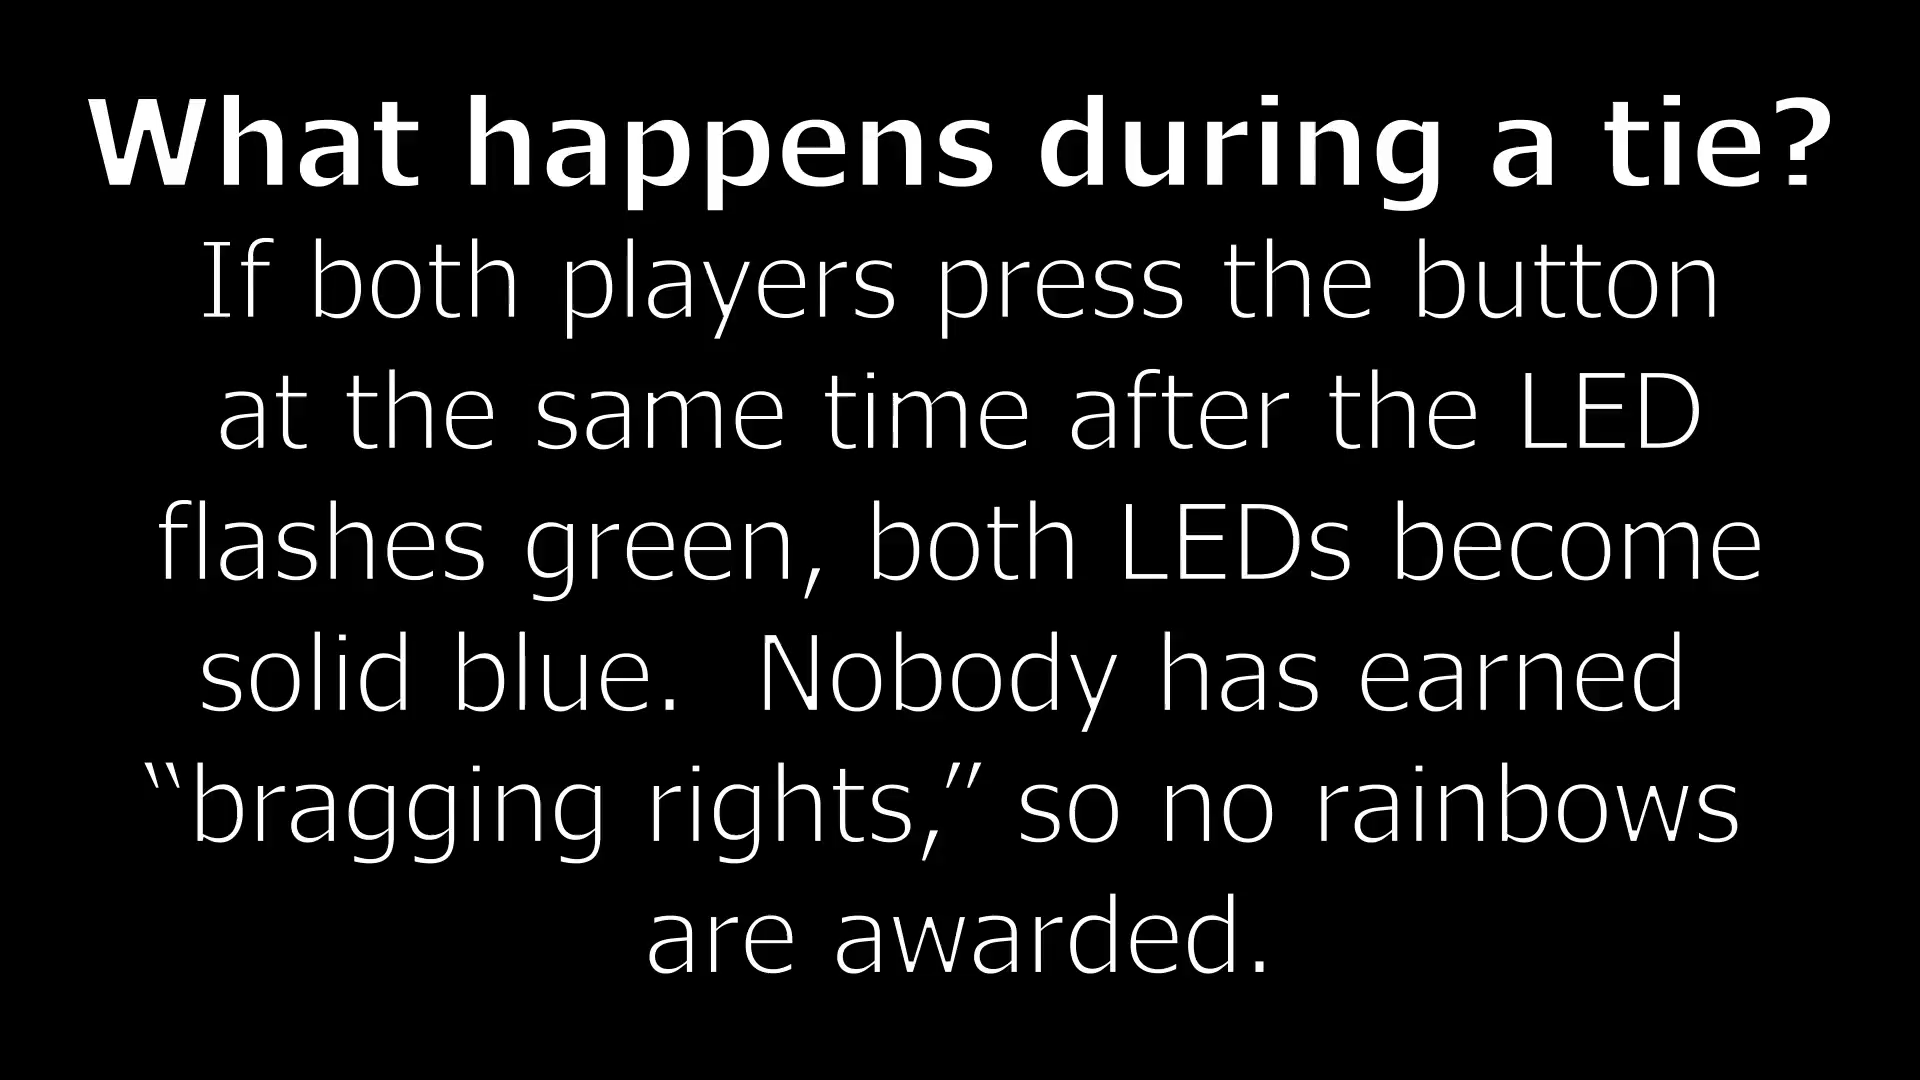 What happens during a tie?
If both players press the button
at the same time after the LED
flashes green, both LEDs become
solid blue.  Nobody has earned
“bragging rights,” so no rainbows
are awarded.